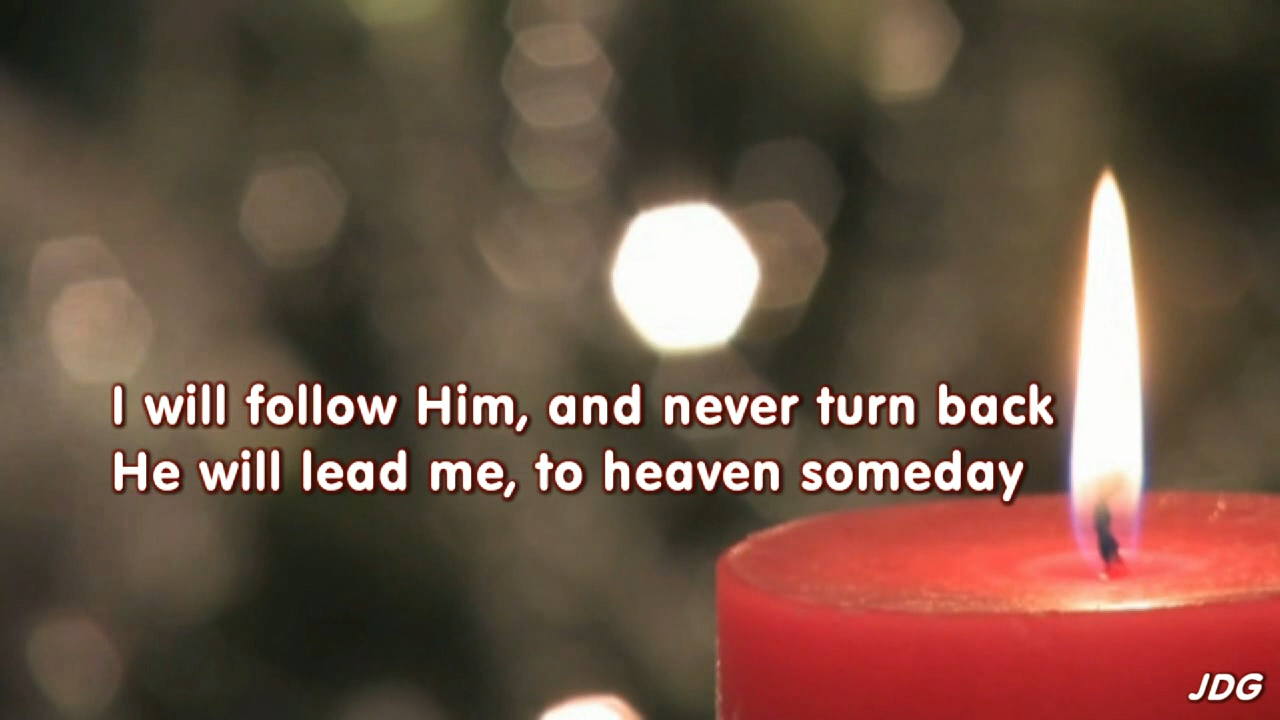 I will follow Him, and never turn back
He will lead me, to heaven someday
JDG